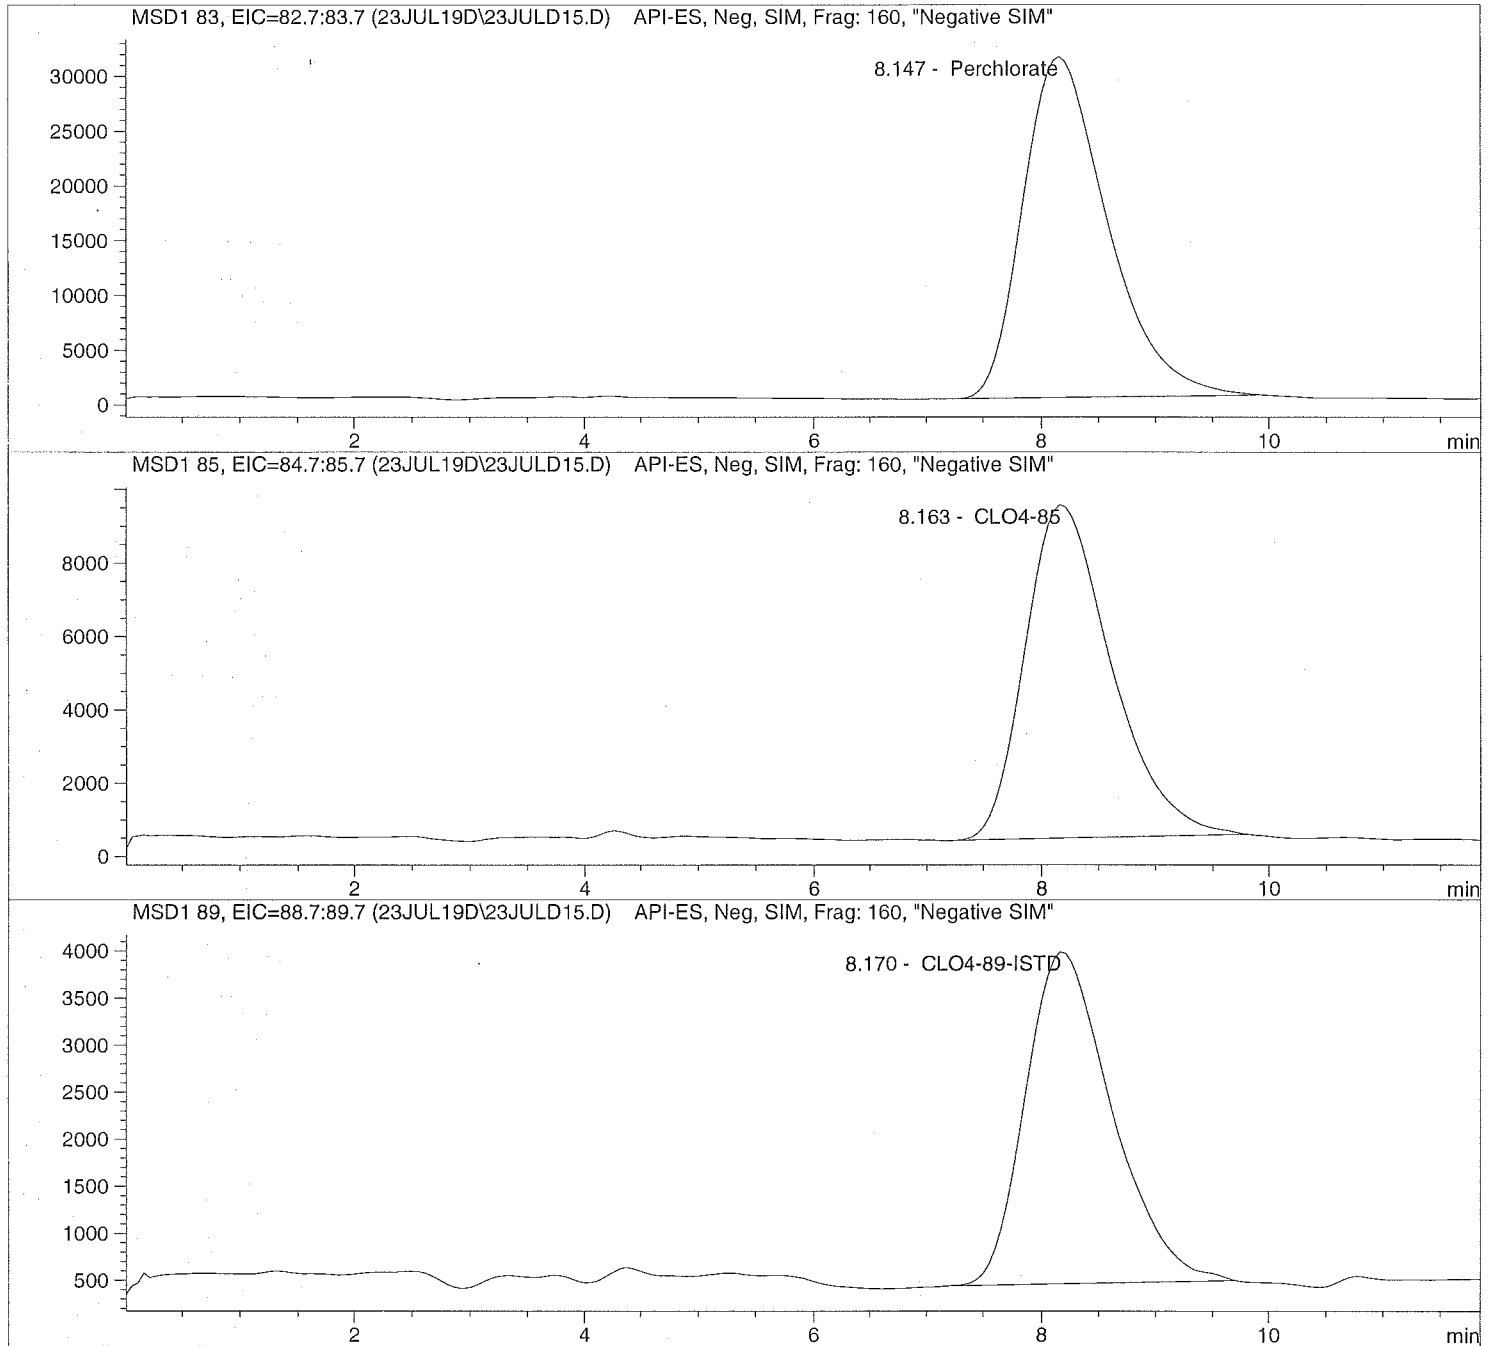 MSD1 83, EIC=82.7:83.7 (23JUL19D\23JULD15.D)    API-ES, Neg, SIM, Frag: 160, "Negative SIM"
8.147 -  Perchlorate
30000
25000
20000
15000
10000
5000
0
2 4 6 8 10 min
MSD1 85, EIC=84.7:85.7 (23JUL19D\23JULD15.D)    API-ES, Neg, SIM, Frag: 160, "Negative SIM"
8.163 -  CLO4-85
8000
6000
4000
2000
0
2 4 6 8 10 min
MSD1 89, EIC=88.7:89.7 (23JUL19D\23JULD15.D)    API-ES, Neg, SIM, Frag: 160, "Negative SIM"
4000
8.170 -  CLO4-89-ISTD
3500
3000
2500
2000
1500
1000
500
2 4 6 8 10 min